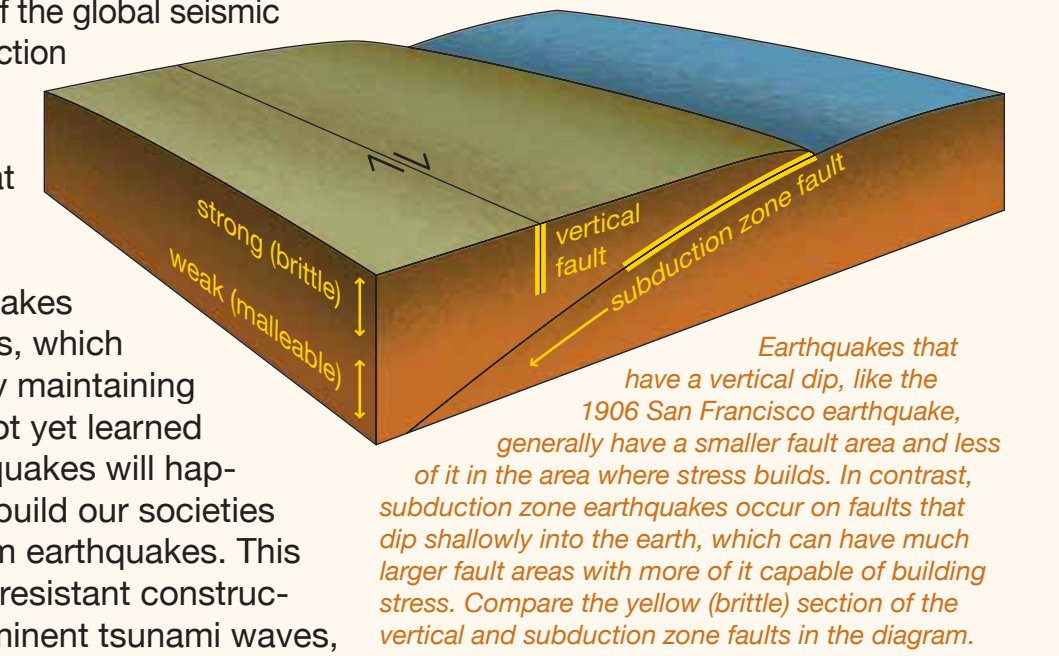 f the global seismic
ction
at
strong (brittle)
weak (malleable)
vertical
fault
subduction zone fault
akes
s, which
y maintaining
ot yet learned
quakes will hap-
build our societies
m earthquakes. This
resistant construc-
minent tsunami waves,
Earthquakes that
have a vertical dip, like the
1906 San Francisco earthquake,
generally have a smaller fault area and less
of it in the area where stress builds. In contrast,
subduction zone earthquakes occur on faults that
dip shallowly into the earth, which can have much
larger fault areas with more of it capable of building
stress. Compare the yellow (brittle) section of the
vertical and subduction zone faults in the diagram.